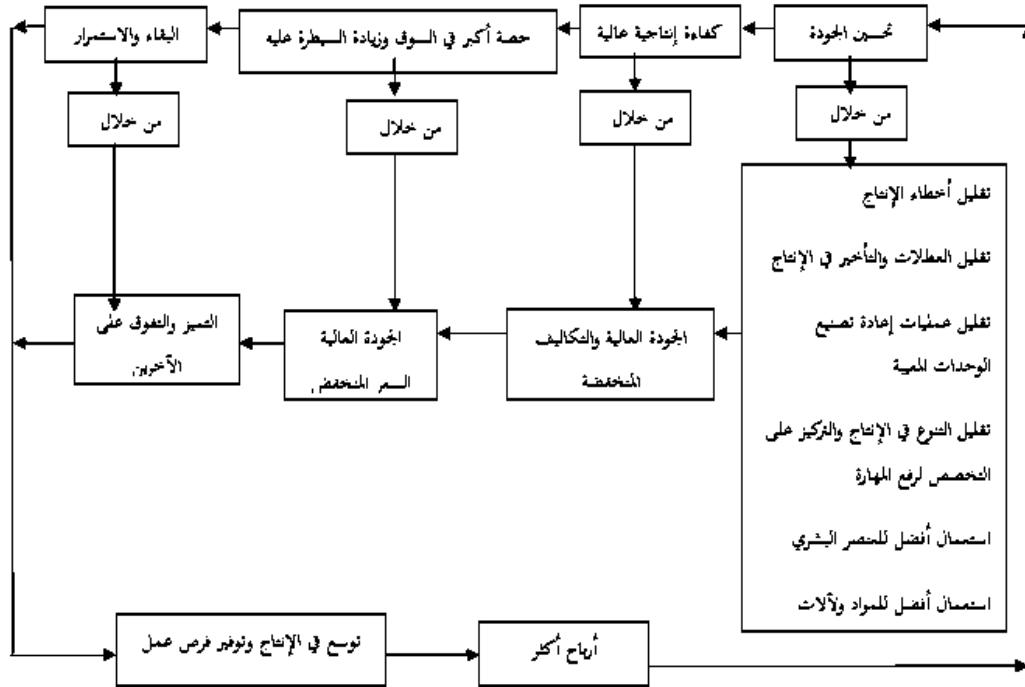 تحسين الجودة
كفاءة إنتاجية عالية
حصة أكبر في السوق وزيادة السيطرة عليه
البقاء والاستمرار
من خلال
من خلال
من خلال
من خلال
تقليل أخطاء الإنتاج
تقليل العطلات والتأخير في الإنتاج
تقليل عمليات إعادة تصنيع
الوحدات المعيبة
تقليل التنوع في الإنتاج والتركيز على
التخصص لرفع المهارة
استعمال أفضل للعنصر البشري
استعمال أفضل للمواد ولآلات
الجودة العالية والتكاليف
المنخفضة
الجودة العالية
السعر المنخفض
التميز والتفوق على
الآخرين
توسع في الإنتاج وتوفير فرص عمل
أرباح أكثر